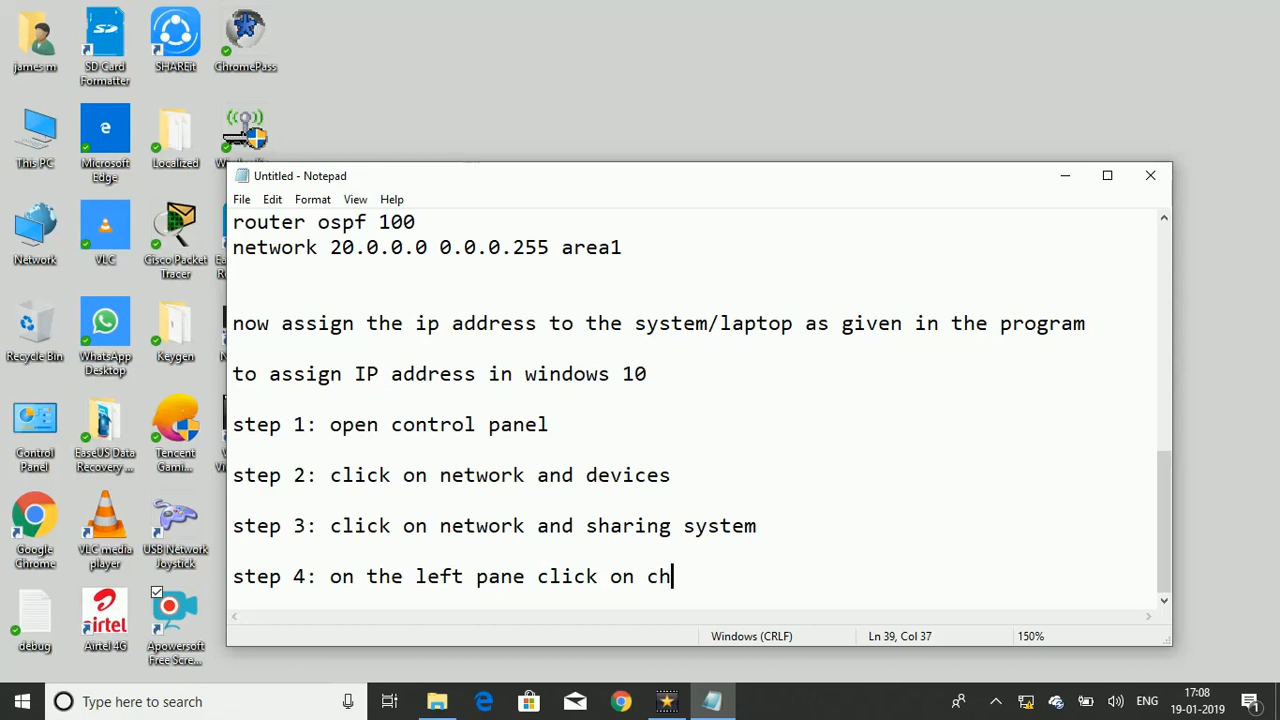 james m
SD Card Formatter
SHAREit
ChromePass
This PC
Microsoft Edge
Localized
Network
VLC
Cisco Packet Tracer
Recycle Bin
WhatsApp Desktop
Keygen
Control Panel
EaseUS Data Recovery ...
Tencent Gami...
Google Chrome
VLC media player
USB Network Joystick
debug
airtel
Airtel 4G
Apowersoft Free Scre...
Untitled - Notepad
File Edit Format View Help
router ospf 100
network 20.0.0.0 0.0.0.255 area1
now assign the ip address to the system/laptop as given in the program
to assign IP address in windows 10
step 1: open control panel
step 2: click on network and devices
step 3: click on network and sharing system
step 4: on the left pane click on ch
Windows (CRLF) Ln 39, Col 37 150%
Type here to search
ENG
17:08
19-01-2019
1